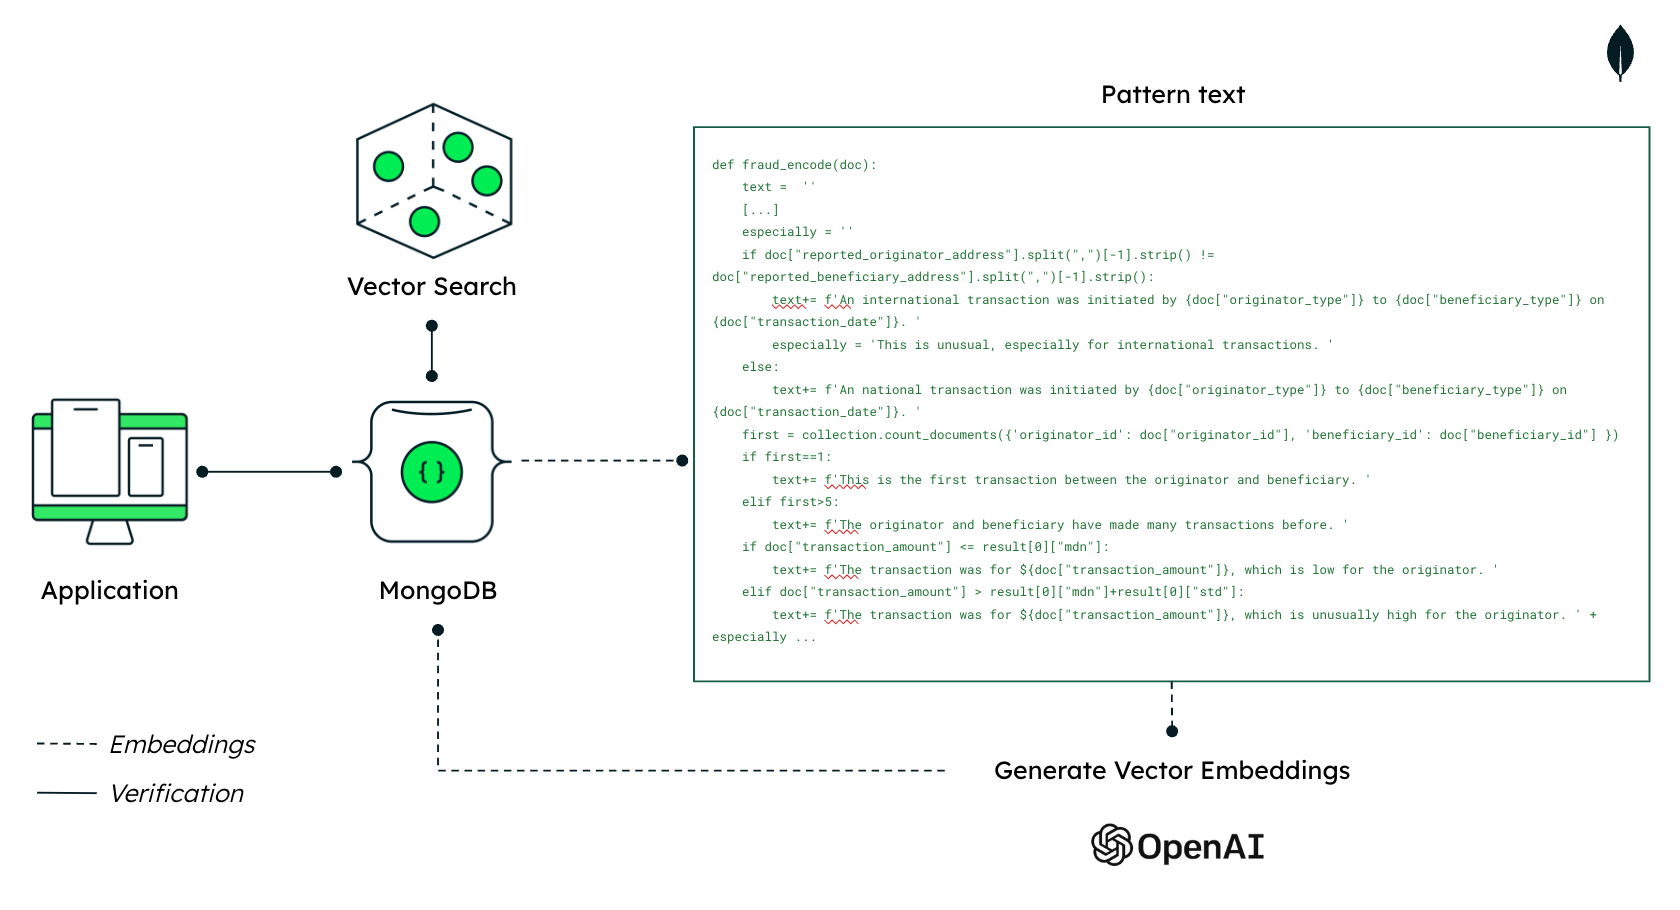 Pattern text
def fraud_encode(doc):
    text =  ''
    [...]
    especially = ''
    if doc["reported_originator_address"].split(",")[-1].strip() !=
doc["reported_beneficiary_address"].split(",")[-1].strip():
        text+= f'An international transaction was initiated by {doc["originator_type"]} to {doc["beneficiary_type"]} on
{doc["transaction_date"]}. '
        especially = 'This is unusual, especially for international transactions. '
    else:
        text+= f'An national transaction was initiated by {doc["originator_type"]} to {doc["beneficiary_type"]} on
{doc["transaction_date"]}. '
    first = collection.count_documents({'originator_id': doc["originator_id"], 'beneficiary_id': doc["beneficiary_id"] })
    if first==1:
        text+= f'This is the first transaction between the originator and beneficiary. '
    elif first>5:
        text+= f'The originator and beneficiary have made many transactions before. '
    if doc["transaction_amount"] <= result[0]["mdn"]:
        text+= f'The transaction was for ${doc["transaction_amount"]}, which is low for the originator. '
    elif doc["transaction_amount"] > result[0]["mdn"]+result[0]["std"]:
        text+= f'The transaction was for ${doc["transaction_amount"]}, which is unusually high for the originator. ' +
especially ...
Vector Search
{ }
Application
MongoDB
Embeddings
Verification
Generate Vector Embeddings
OpenAI